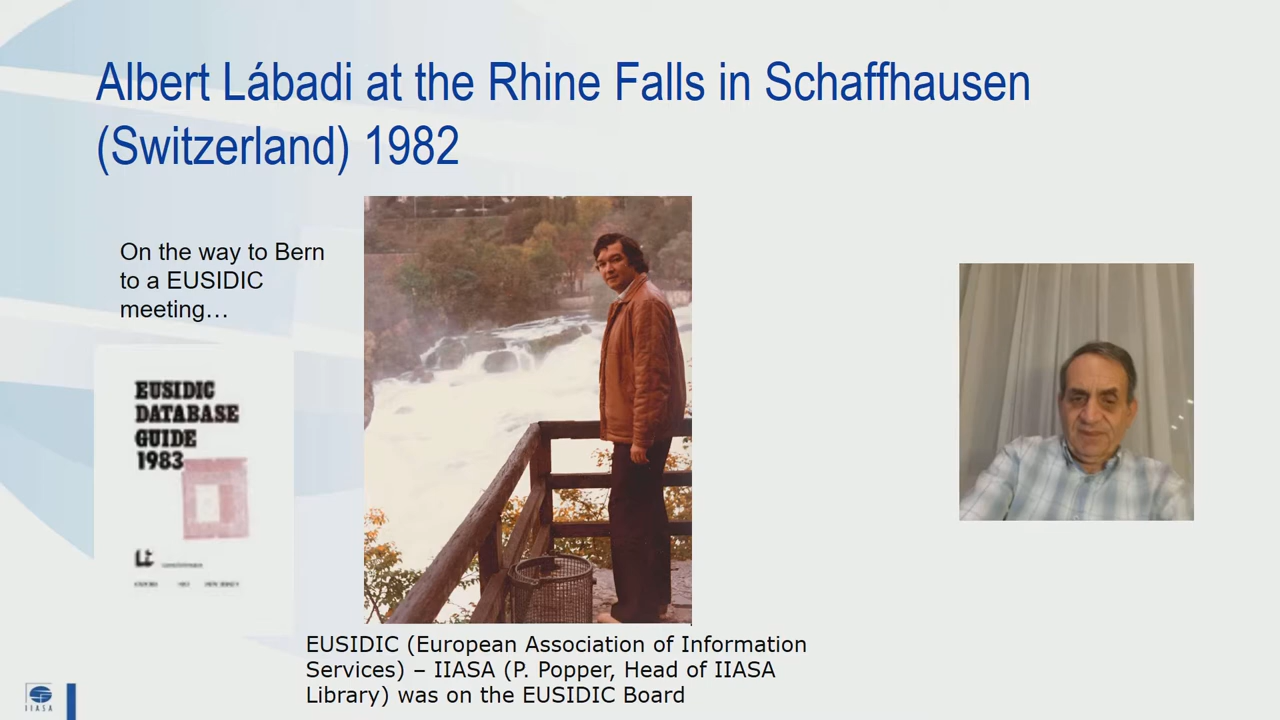 Albert Lábadi at the Rhine Falls in Schaffhausen
(Switzerland) 1982
On the way to Bern
to a EUSIDIC
meeting…
EUSIDIC
DATABASE
GUIDE
1983
EUSIDIC (European Association of Information
Services) – IIASA (P. Popper, Head of IIASA
Library) was on the EUSIDIC Board
IIASA